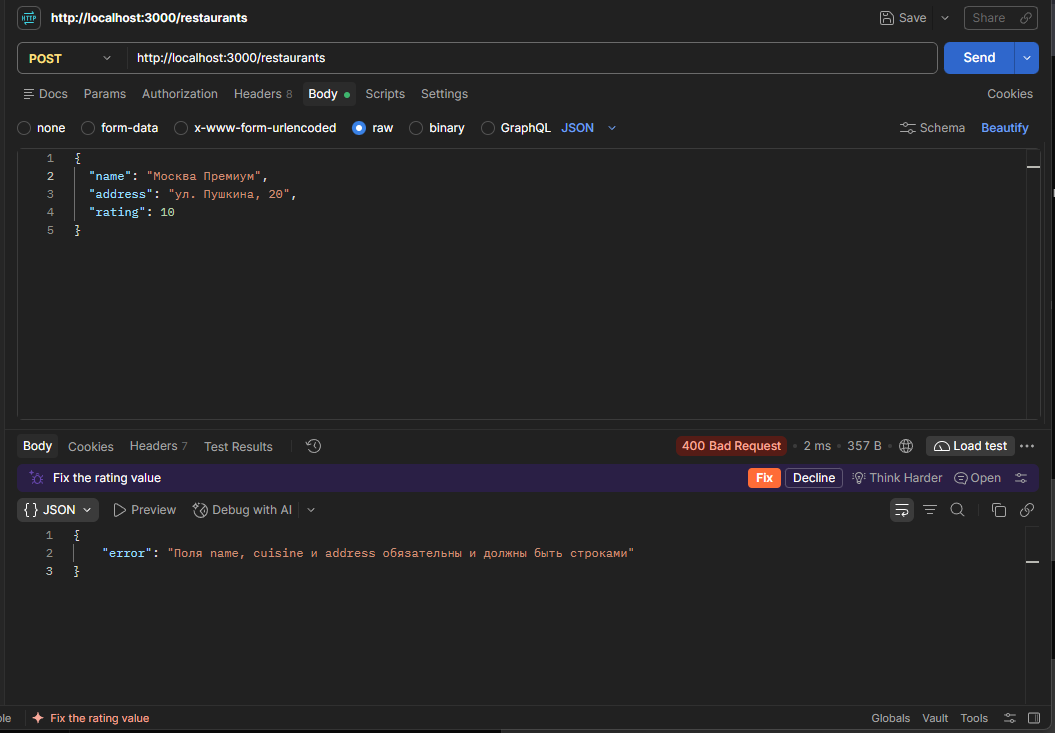 HTTP http://localhost:3000/restaurants Save Share
POST http://localhost:3000/restaurants Send
Docs Params Authorization Headers 8 Body Scripts Settings Cookies
none form-data x-www-form-urlencoded raw binary GraphQL JSON Schema Beautify
1 {
2 "name": "Москва Премиум",
3 "address": "ул. Пушкина, 20",
4 "rating": 10
5 }
Body Cookies Headers 7 Test Results 400 Bad Request • 2 ms • 357 B • Load test
Fix the rating value Fix Decline Think Harder Open
{} JSON Preview Debug with AI
1 {
2 "error": "Поля name, cuisine и address обязательны и должны быть строками"
3 }
ole Fix the rating value Globals Vault Tools